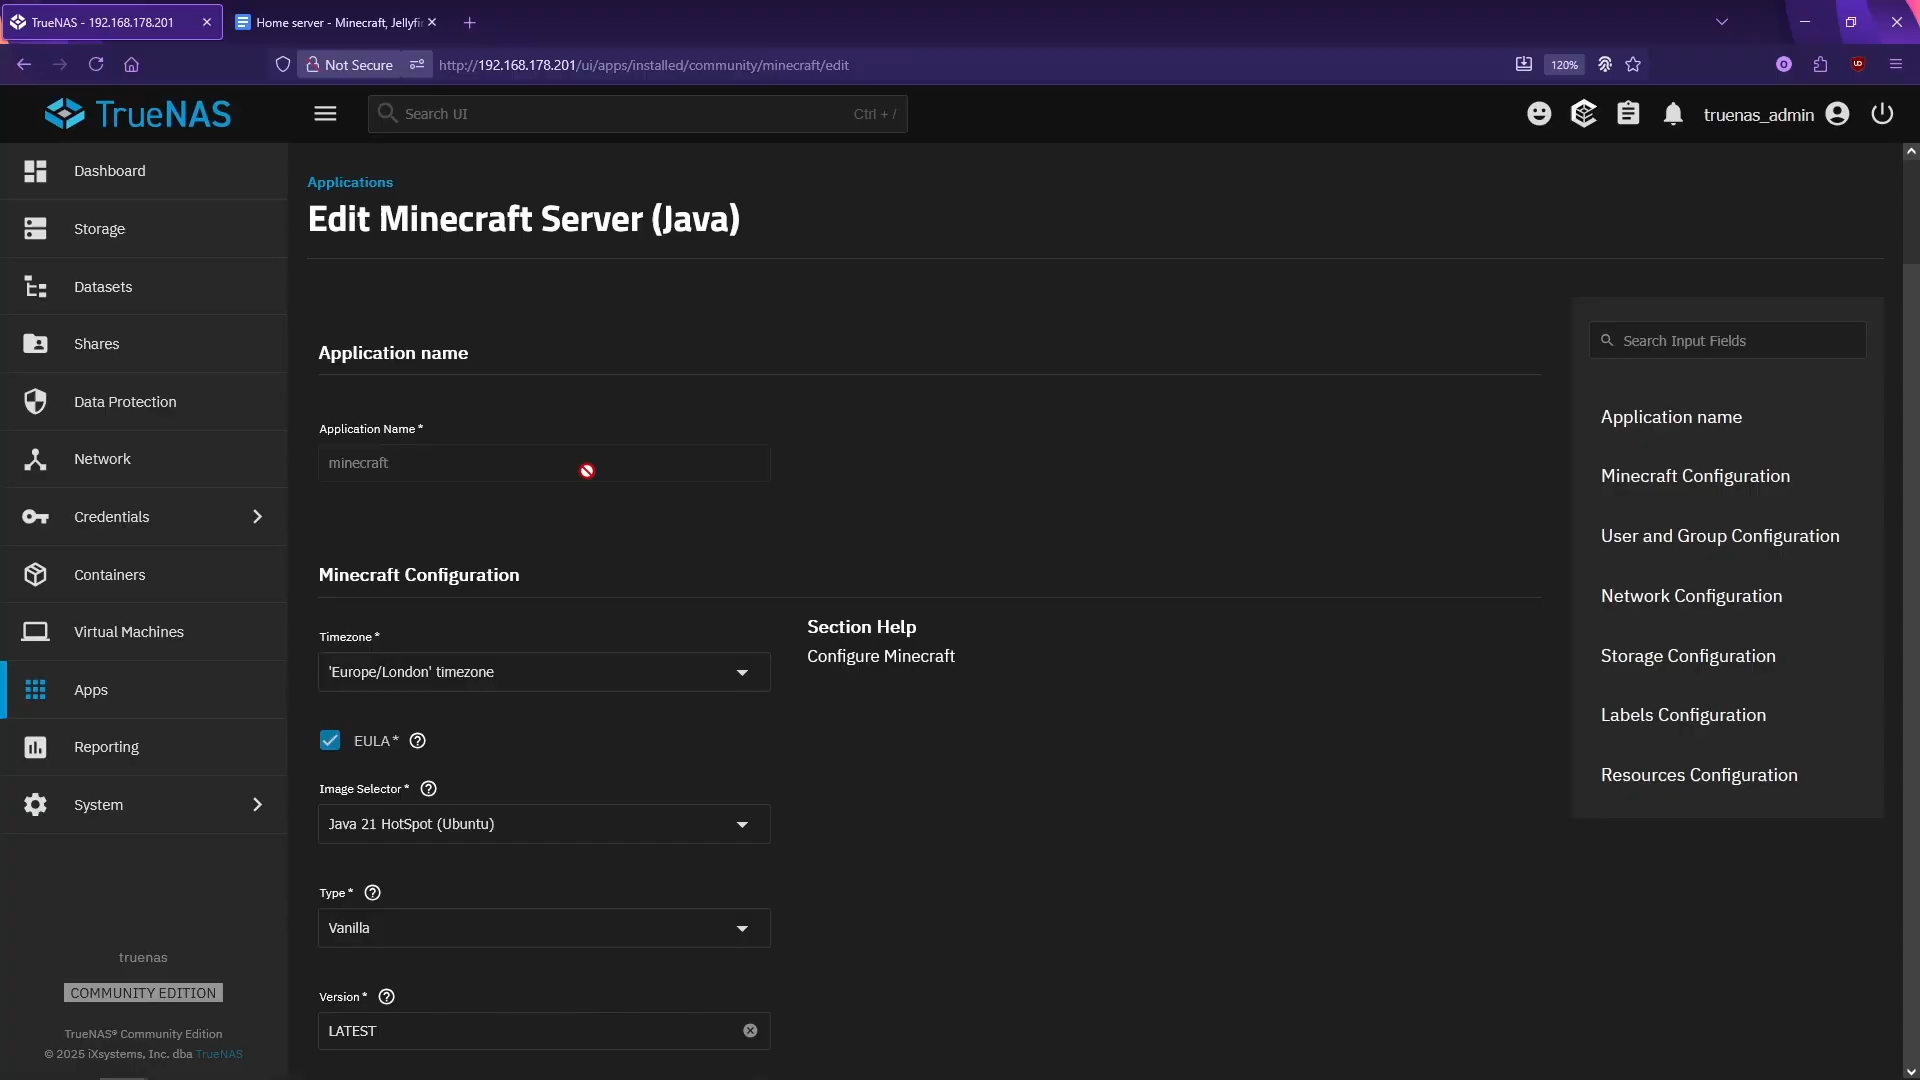 TrueNAS - 192.168.178.201
Home server - Minecraft, Jellyfi
Not Secure
http://192.168.178.201/ui/apps/installed/community/minecraft/edit
120%
TrueNAS
Search UI
Ctrl + /
truenas_admin
Dashboard
Storage
Datasets
Shares
Data Protection
Network
Credentials
Containers
Virtual Machines
Apps
Reporting
System
truenas
COMMUNITY EDITION
TrueNAS® Community Edition
© 2025 iXsystems, Inc. dba TrueNAS
Applications
Edit Minecraft Server (Java)
Application name
Application Name *
minecraft
Minecraft Configuration
Timezone *
'Europe/London' timezone
EULA *
Image Selector *
Java 21 HotSpot (Ubuntu)
Type *
Vanilla
Version *
LATEST
Section Help
Configure Minecraft
Search Input Fields
Application name
Minecraft Configuration
User and Group Configuration
Network Configuration
Storage Configuration
Labels Configuration
Resources Configuration